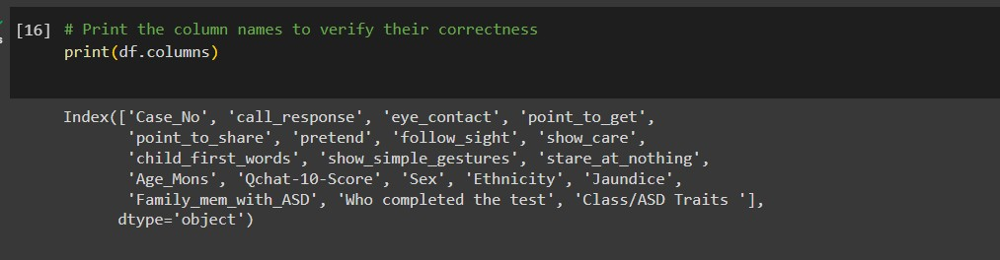 [16] # Print the column names to verify their correctness
print(df.columns)
Index(['Case_No', 'call_response', 'eye_contact', 'point_to_get',
'point_to_share', 'pretend', 'follow_sight', 'show_care',
'child_first_words', 'show_simple_gestures', 'stare_at_nothing',
'Age_Mons', 'Qchat-10-Score', 'Sex', 'Ethnicity', 'Jaundice',
'Family_mem_with_ASD', 'Who completed the test', 'Class/ASD Traits '],
dtype='object')